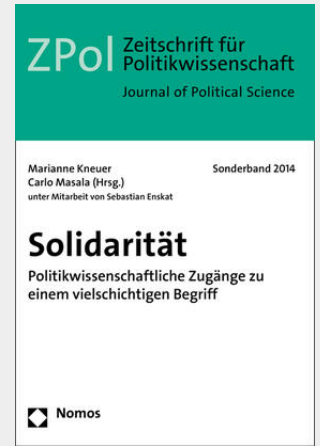 ZPol Zeitschrift für
Politikwissenschaft
Journal of Political Science
Marianne Kneuer Sonderband 2014
Carlo Masala (Hrsg.)
unter Mitarbeit von Sebastian Enskat
Solidarität
Politikwissenschaftliche Zugänge zu
einem vielschichtigen Begriff
Nomos